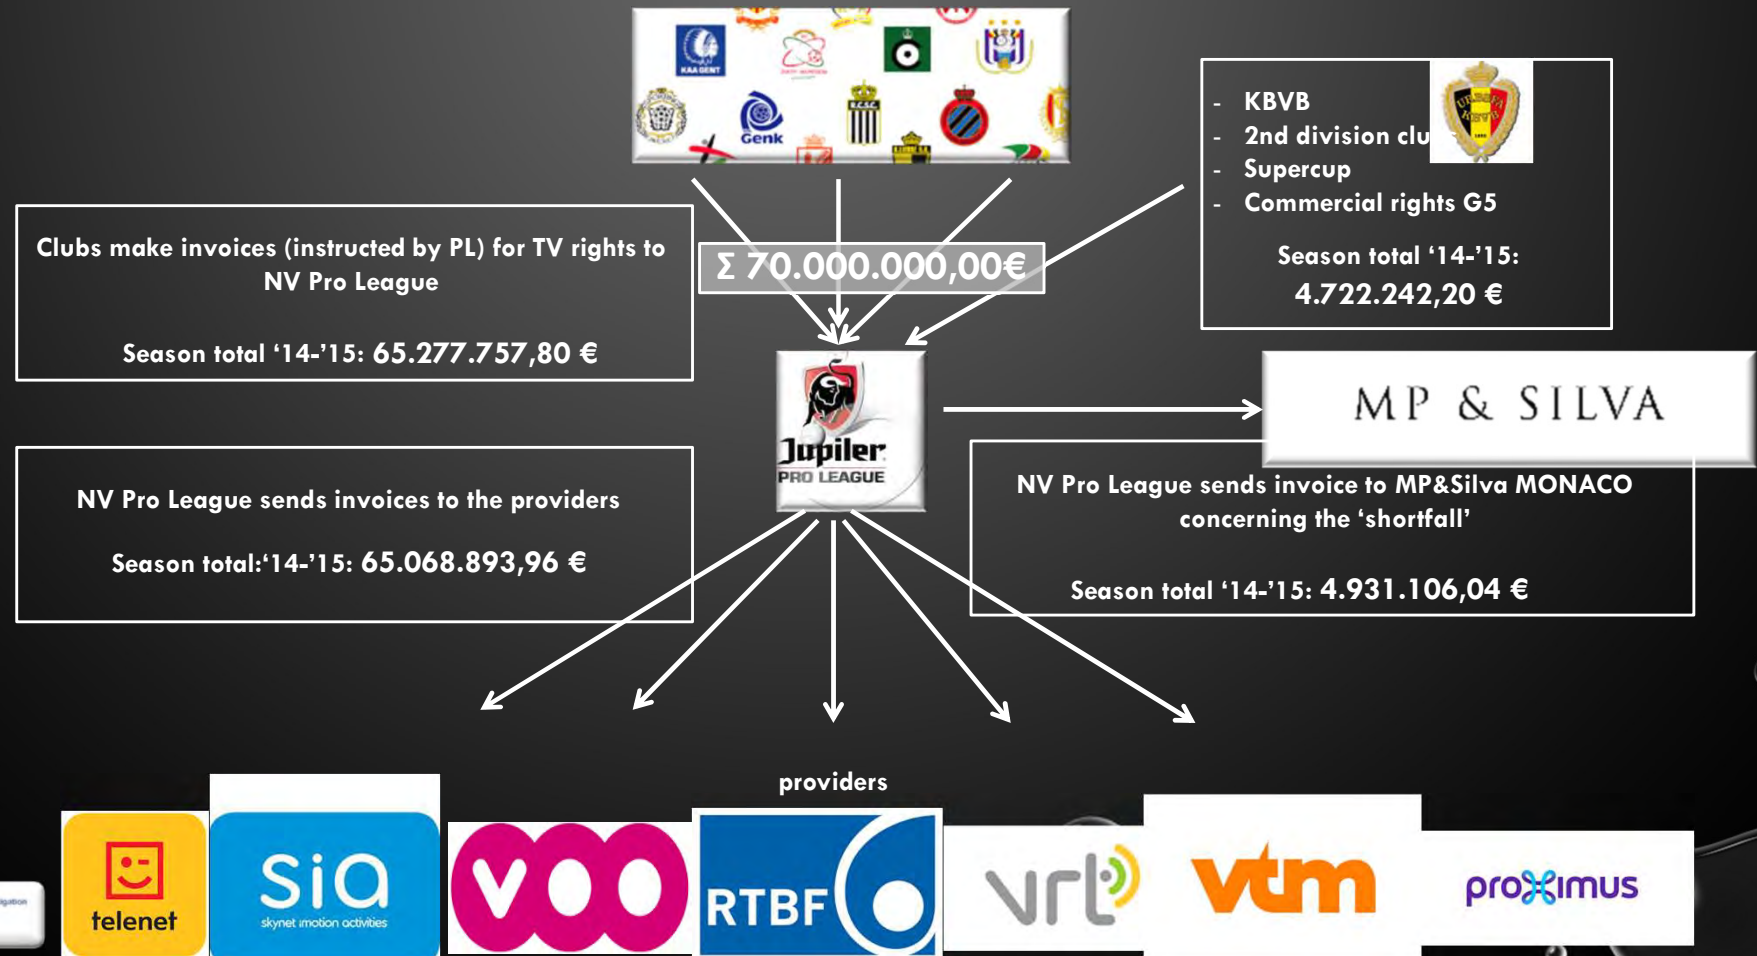 KAA GENT
Genk
R.C.S.C.
- KBVB
- 2nd division clu
- Supercup
- Commercial rights G5
Season total ‘14-’15:
4.722.242,20 €
URBSFA
KBVB
1895
Clubs make invoices (instructed by PL) for TV rights to
NV Pro League
Season total ‘14-’15: 65.277.757,80 €
Σ 70.000.000,00€
Jupiler
PRO LEAGUE
MP & SILVA
NV Pro League sends invoices to the providers
Season total:‘14-’15: 65.068.893,96 €
NV Pro League sends invoice to MP&Silva MONACO
concerning the ‘shortfall’
Season total ‘14-’15: 4.931.106,04 €
providers
telenet
sia
skynet imotion activities
VOO
RTBF
vrt
vtm
proximus